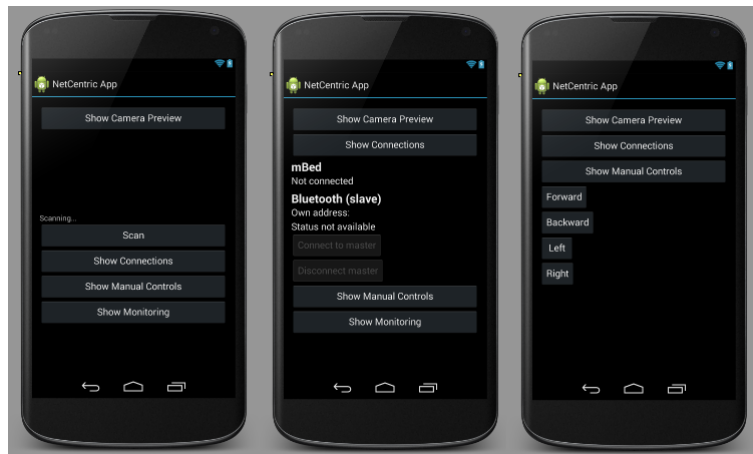 NetCentric App
Show Camera Preview
Scanning...
Scan
Show Connections
Show Manual Controls
Show Monitoring
NetCentric App
Show Camera Preview
Show Connections
mBed
Not connected
Bluetooth (slave)
Own address:
Status not available
Connect to master
Disconnect master
Show Manual Controls
Show Monitoring
NetCentric App
Show Camera Preview
Show Connections
Show Manual Controls
Forward
Backward
Left
Right